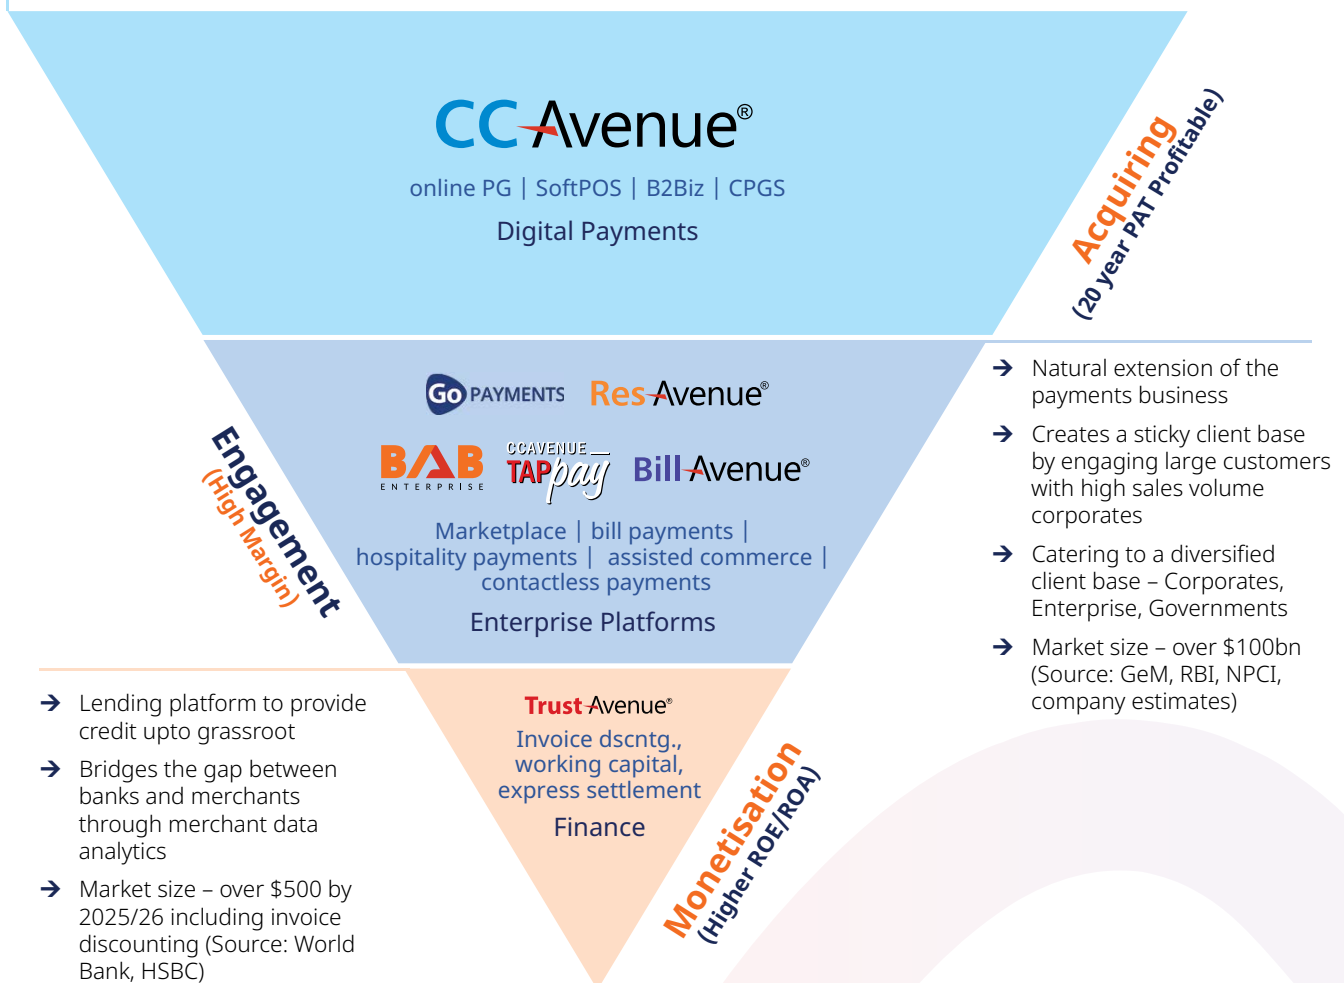 CCAvenue®
online PG | SoftPOS | B2Biz | CPGS
Digital Payments
Acquiring
(20 year PAT Profitable)
Go PAYMENTS
ResAvenue®
BAB
ENTERPRISE
CCAVENUE
TAPpay
BillAvenue®
Marketplace | bill payments |
hospitality payments | assisted commerce |
contactless payments
Enterprise Platforms
Engagement
(High Margin)
→ Natural extension of the
payments business
→ Creates a sticky client base
by engaging large customers
with high sales volume
corporates
→ Catering to a diversified
client base – Corporates,
Enterprise, Governments
→ Market size – over $100bn
(Source: GeM, RBI, NPCI,
company estimates)
TrustAvenue®
Invoice dscntg.,
working capital,
express settlement
Finance
Monetisation
(Higher ROE/ROA)
→ Lending platform to provide
credit upto grassroot
→ Bridges the gap between
banks and merchants
through merchant data
analytics
→ Market size – over $500 by
2025/26 including invoice
discounting (Source: World
Bank, HSBC)